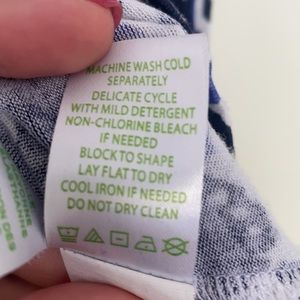 MACHINE WASH COLD
SEPARATELY
DELICATE CYCLE
WITH MILD DETERGENT
NON-CHLORINE BLEACH
IF NEEDED
BLOCK TO SHAPE
LAY FLAT TO DRY
COOL IRON IF NEEDED
DO NOT DRY CLEAN